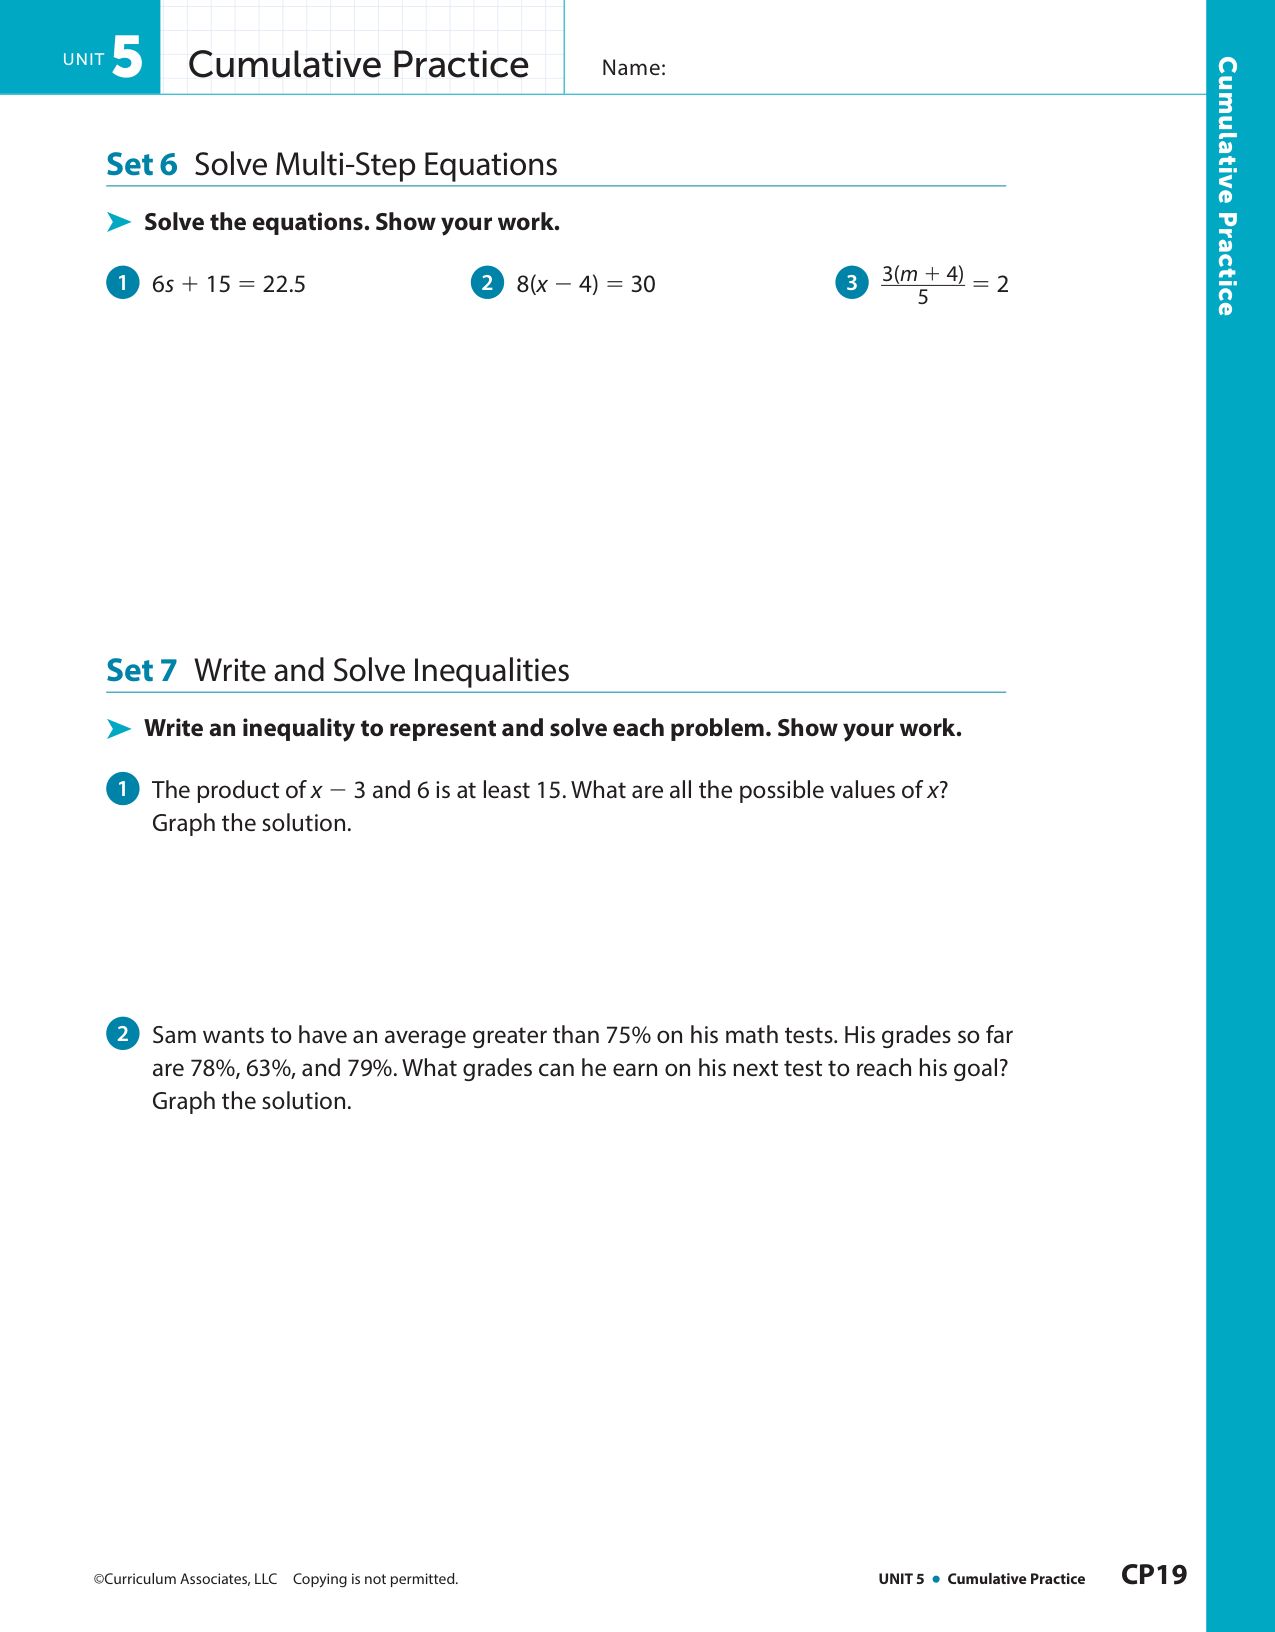 UNIT 5 Cumulative Practice Name:
Cumulative Practice
Set 6 Solve Multi-Step Equations
➤ Solve the equations. Show your work.
1 6s + 15 = 22.5 2 8(x − 4) = 30 3 3(m + 4)/5 = 2
Set 7 Write and Solve Inequalities
➤ Write an inequality to represent and solve each problem. Show your work.
1 The product of x − 3 and 6 is at least 15. What are all the possible values of x?
Graph the solution.
2 Sam wants to have an average greater than 75% on his math tests. His grades so far
are 78%, 63%, and 79%. What grades can he earn on his next test to reach his goal?
Graph the solution.
©Curriculum Associates, LLC Copying is not permitted. UNIT 5 • Cumulative Practice CP19